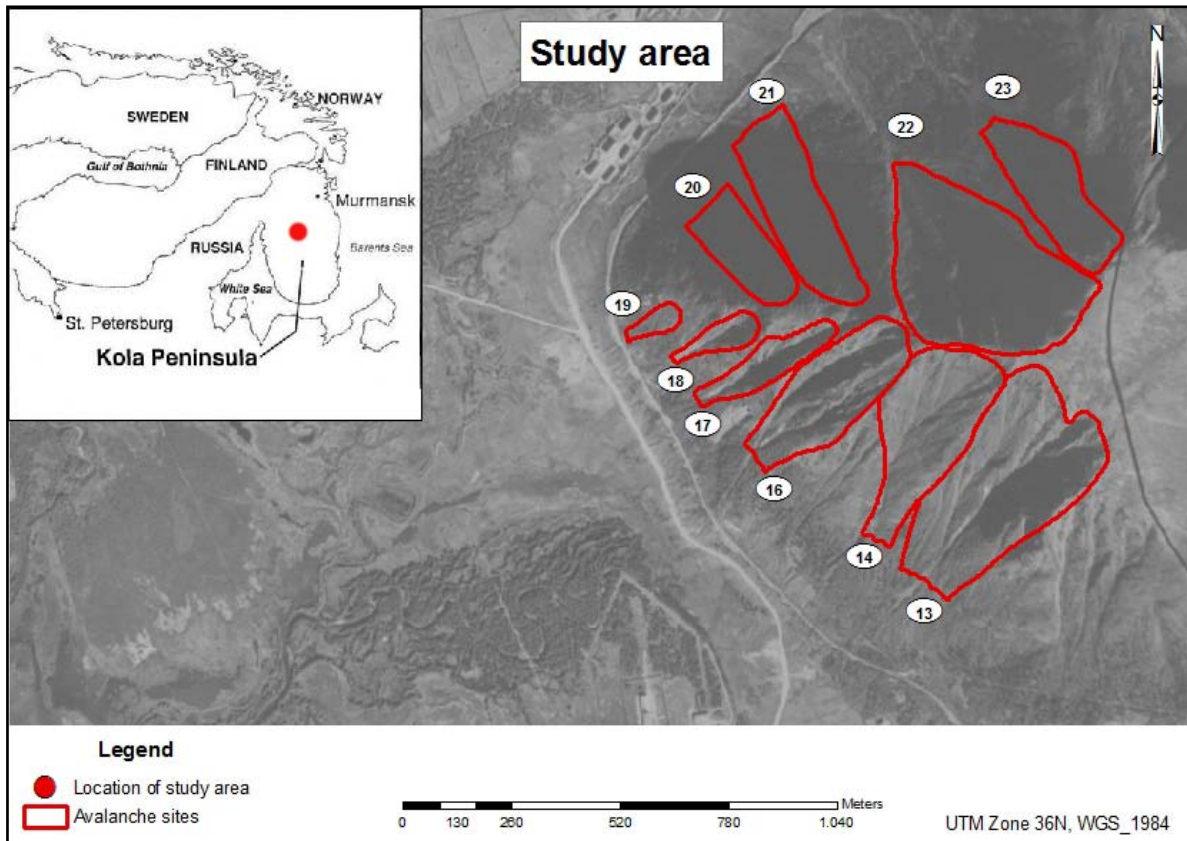 Study area
N
NORWAY
SWEDEN
Gulf of Bothnia
FINLAND
Murmansk
RUSSIA
Barents Sea
White Sea
St. Petersburg
Kola Peninsula
21
23
22
20
19
18
17
16
14
13
Legend
Location of study area
Avalanche sites
Meters
0 130 260 520 780 1.040
UTM Zone 36N, WGS_1984